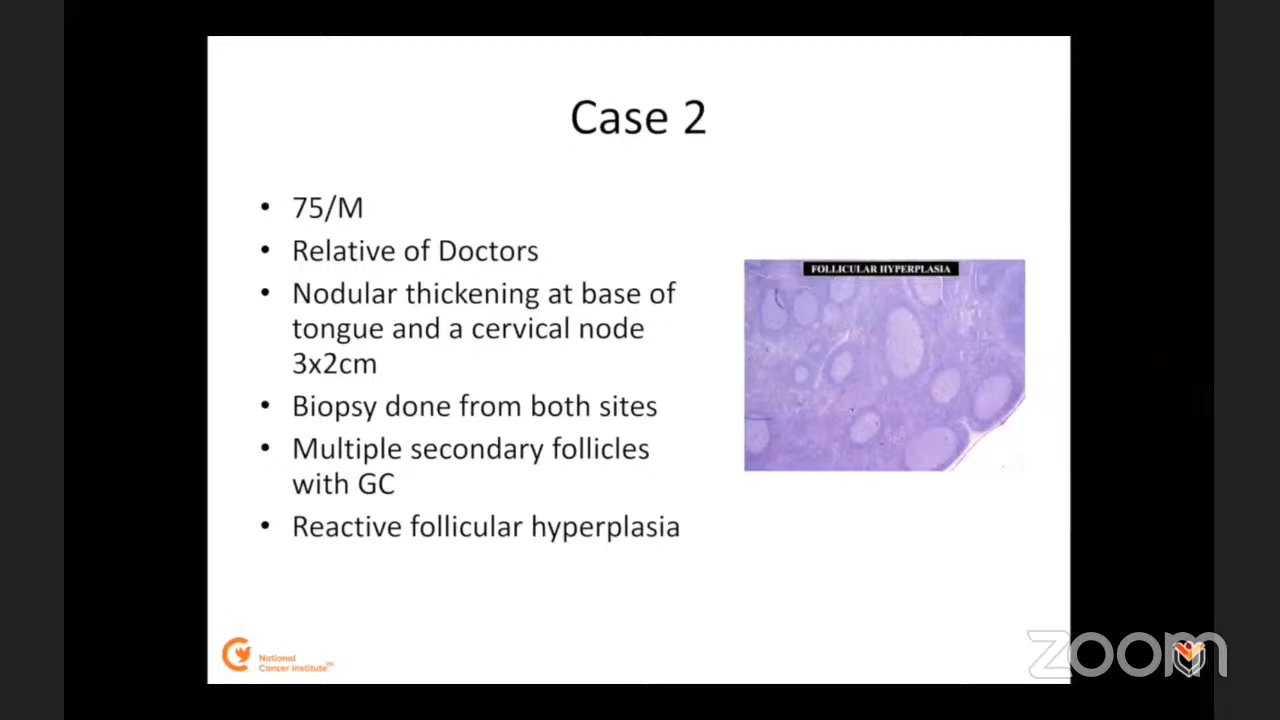 Case 2
• 75/M
• Relative of Doctors
• Nodular thickening at base of
tongue and a cervical node
3x2cm
• Biopsy done from both sites
• Multiple secondary follicles
with GC
• Reactive follicular hyperplasia
FOLLICULAR HYPERPLASIA
National
Cancer Institute
zoom